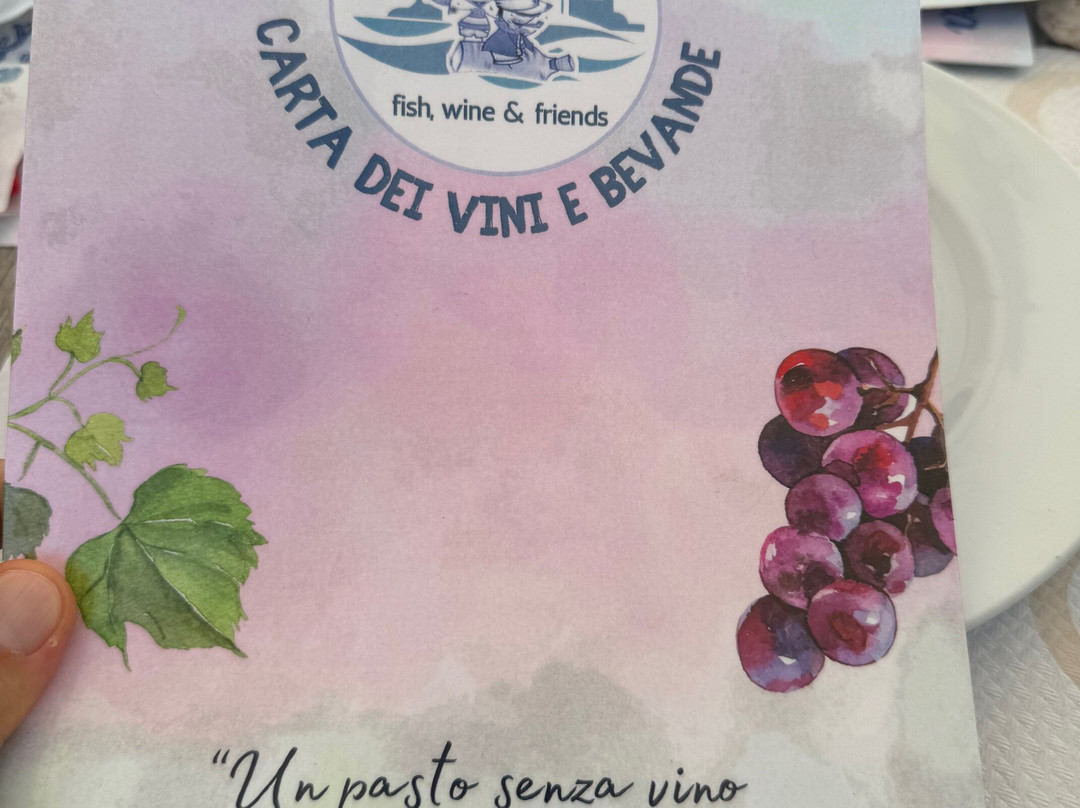 fish, wine & friends
CARTA DEI VINI E BEVANDE
“Un pasto senza vino